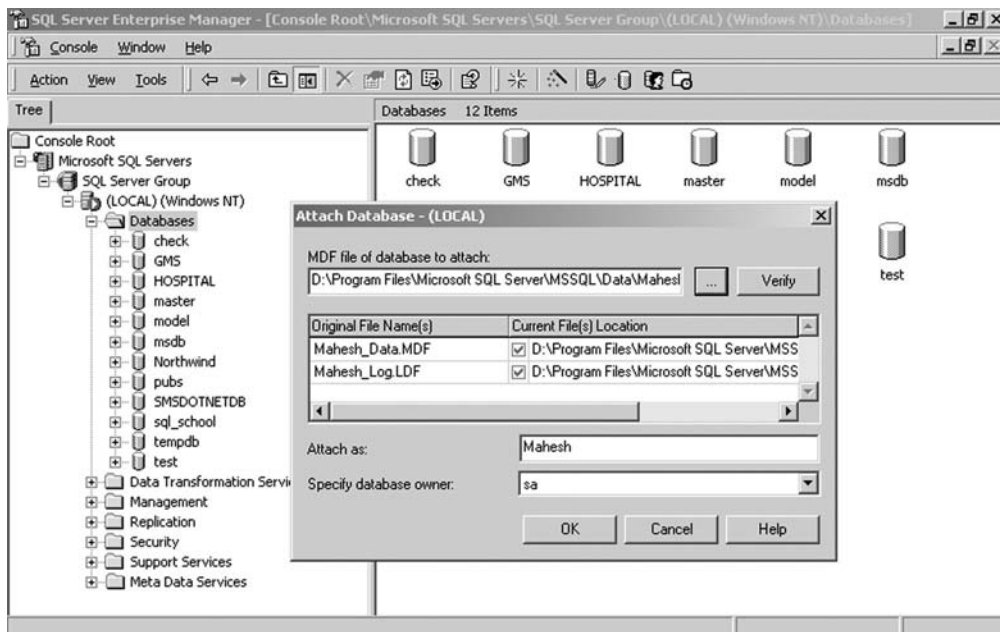 SQL Server Enterprise Manager - [Console Root\Microsoft SQL Servers\SQL Server Group\(LOCAL) (Windows NT)\Databases]
Console Window Help
Action View Tools
Tree
Databases 12 Items
Console Root
Microsoft SQL Servers
SQL Server Group
(LOCAL) (Windows NT)
Databases
check
GMS
HOSPITAL
master
model
msdb
Northwind
pubs
SMSDOTNETDB
sql_school
tempdb
test
Data Transformation Servi
Management
Replication
Security
Support Services
Meta Data Services
check GMS HOSPITAL master model msdb
test
Attach Database - (LOCAL)
MDF file of database to attach:
D:\Program Files\Microsoft SQL Server\MSSQL\Data\Mahesh
... Verify
Original File Name(s) Current File(s) Location
Mahesh_Data.MDF D:\Program Files\Microsoft SQL Server\MSS
Mahesh_Log.LDF D:\Program Files\Microsoft SQL Server\MSS
Attach as: Mahesh
Specify database owner: sa
OK Cancel Help